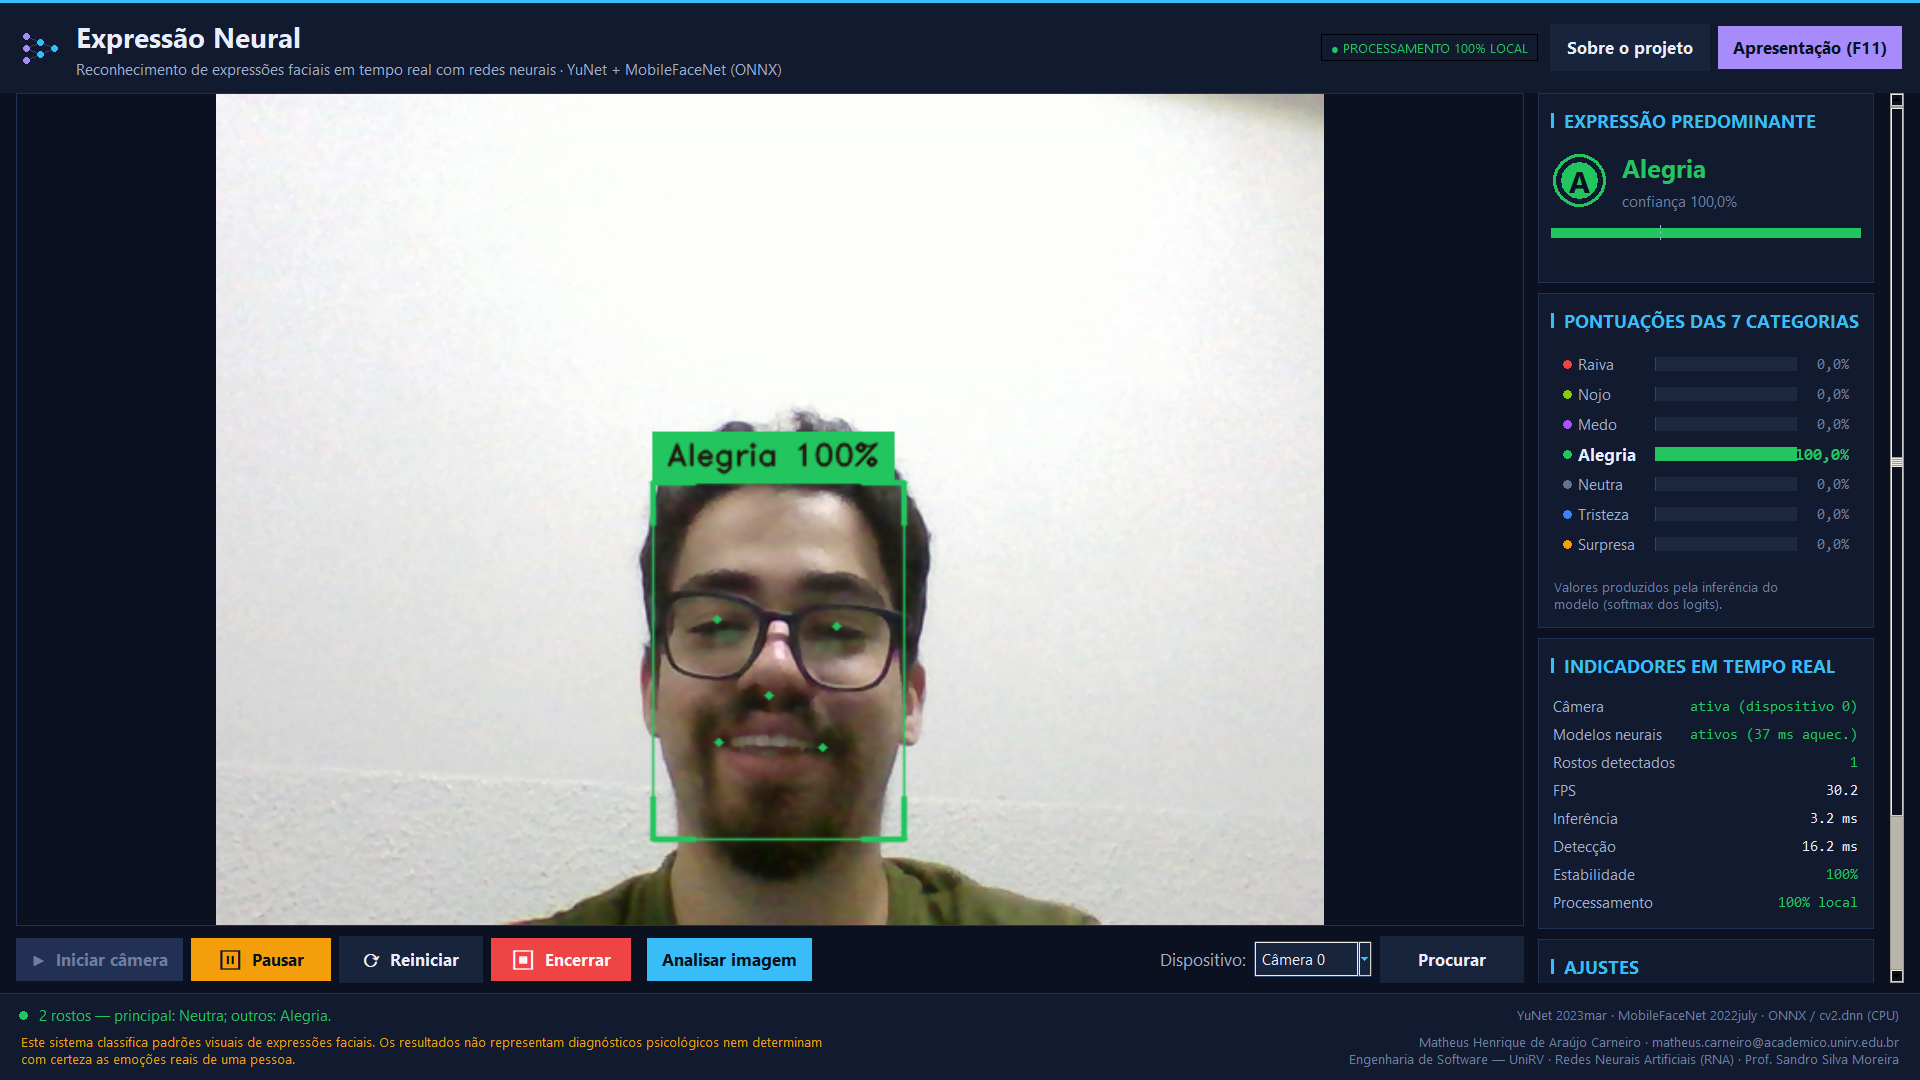 Expressão Neural
Reconhecimento de expressões faciais em tempo real com redes neurais · YuNet + MobileFaceNet (ONNX)
● PROCESSAMENTO 100% LOCAL
Sobre o projeto
Apresentação (F11)
Alegria 100%
EXPRESSÃO PREDOMINANTE
A
Alegria
confiança 100,0%
PONTUAÇÕES DAS 7 CATEGORIAS
Raiva 0,0%
Nojo 0,0%
Medo 0,0%
Alegria 100,0%
Neutra 0,0%
Tristeza 0,0%
Surpresa 0,0%
Valores produzidos pela inferência do
modelo (softmax dos logits).
INDICADORES EM TEMPO REAL
Câmera ativa (dispositivo 0)
Modelos neurais ativos (37 ms aquec.)
Rostos detectados 1
FPS 30.2
Inferência 3.2 ms
Detecção 16.2 ms
Estabilidade 100%
Processamento 100% local
AJUSTES
Iniciar câmera
Pausar
Reiniciar
Encerrar
Analisar imagem
Dispositivo: Câmera 0
Procurar
2 rostos — principal: Neutra; outros: Alegria.
Este sistema classifica padrões visuais de expressões faciais. Os resultados não representam diagnósticos psicológicos nem determinam
com certeza as emoções reais de uma pessoa.
YuNet 2023mar · MobileFaceNet 2022july · ONNX / cv2.dnn (CPU)
Matheus Henrique de Araújo Carneiro · matheus.carneiro@academico.unirv.edu.br
Engenharia de Software — UniRV · Redes Neurais Artificiais (RNA) · Prof. Sandro Silva Moreira